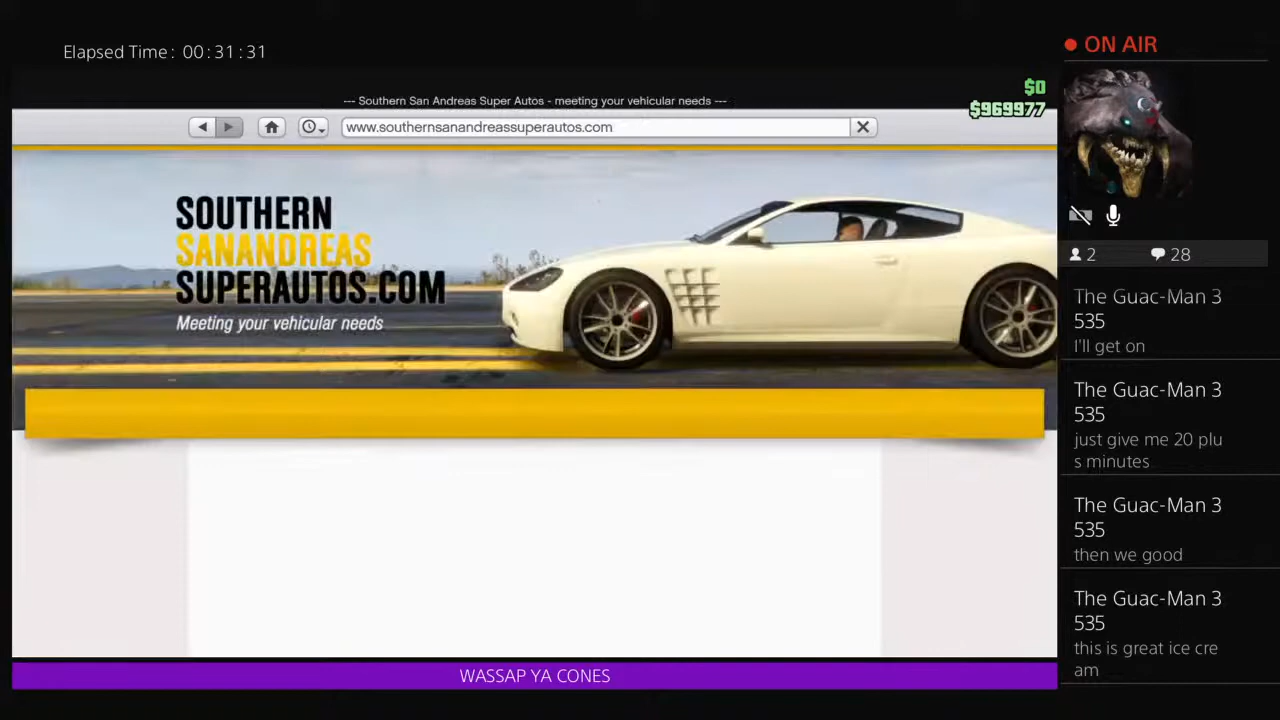 Elapsed Time: 00:31:31
ON AIR
--- Southern San Andreas Super Autos - meeting your vehicular needs ---
$0
$969977
www.southernsanandreassuperautos.com
SOUTHERN
SANANDREAS
SUPERAUTOS.COM
Meeting your vehicular needs
2 28
The Guac-Man 3
535
I'll get on
The Guac-Man 3
535
just give me 20 plu
s minutes
The Guac-Man 3
535
then we good
The Guac-Man 3
535
this is great ice cre
am
WASSAP YA CONES